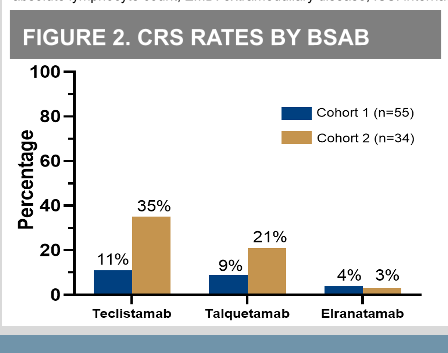 FIGURE 2. CRS RATES BY BSAB
100
80
60
40
20
0
Percentage
Cohort 1 (n=55)
Cohort 2 (n=34)
11%
35%
9%
21%
4%
3%
Teclistamab
Talquetamab
Elranatamab